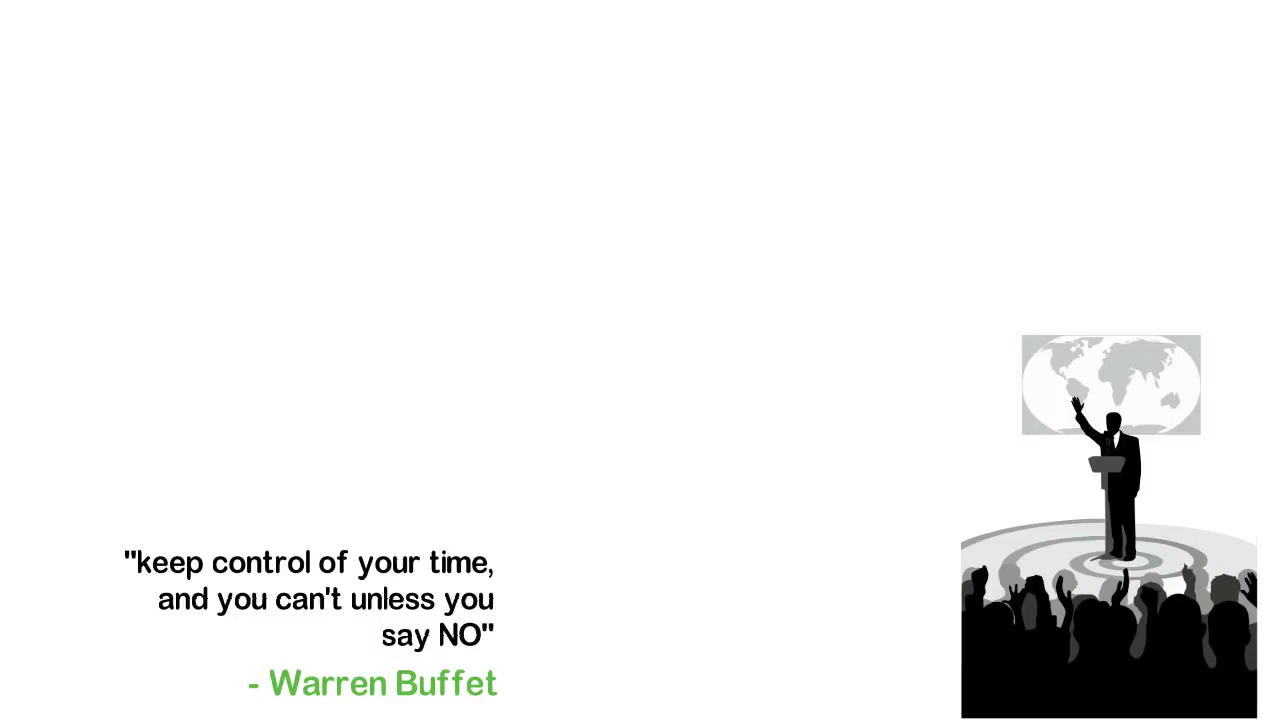 "keep control of your time,
and you can't unless you
say NO"
- Warren Buffet